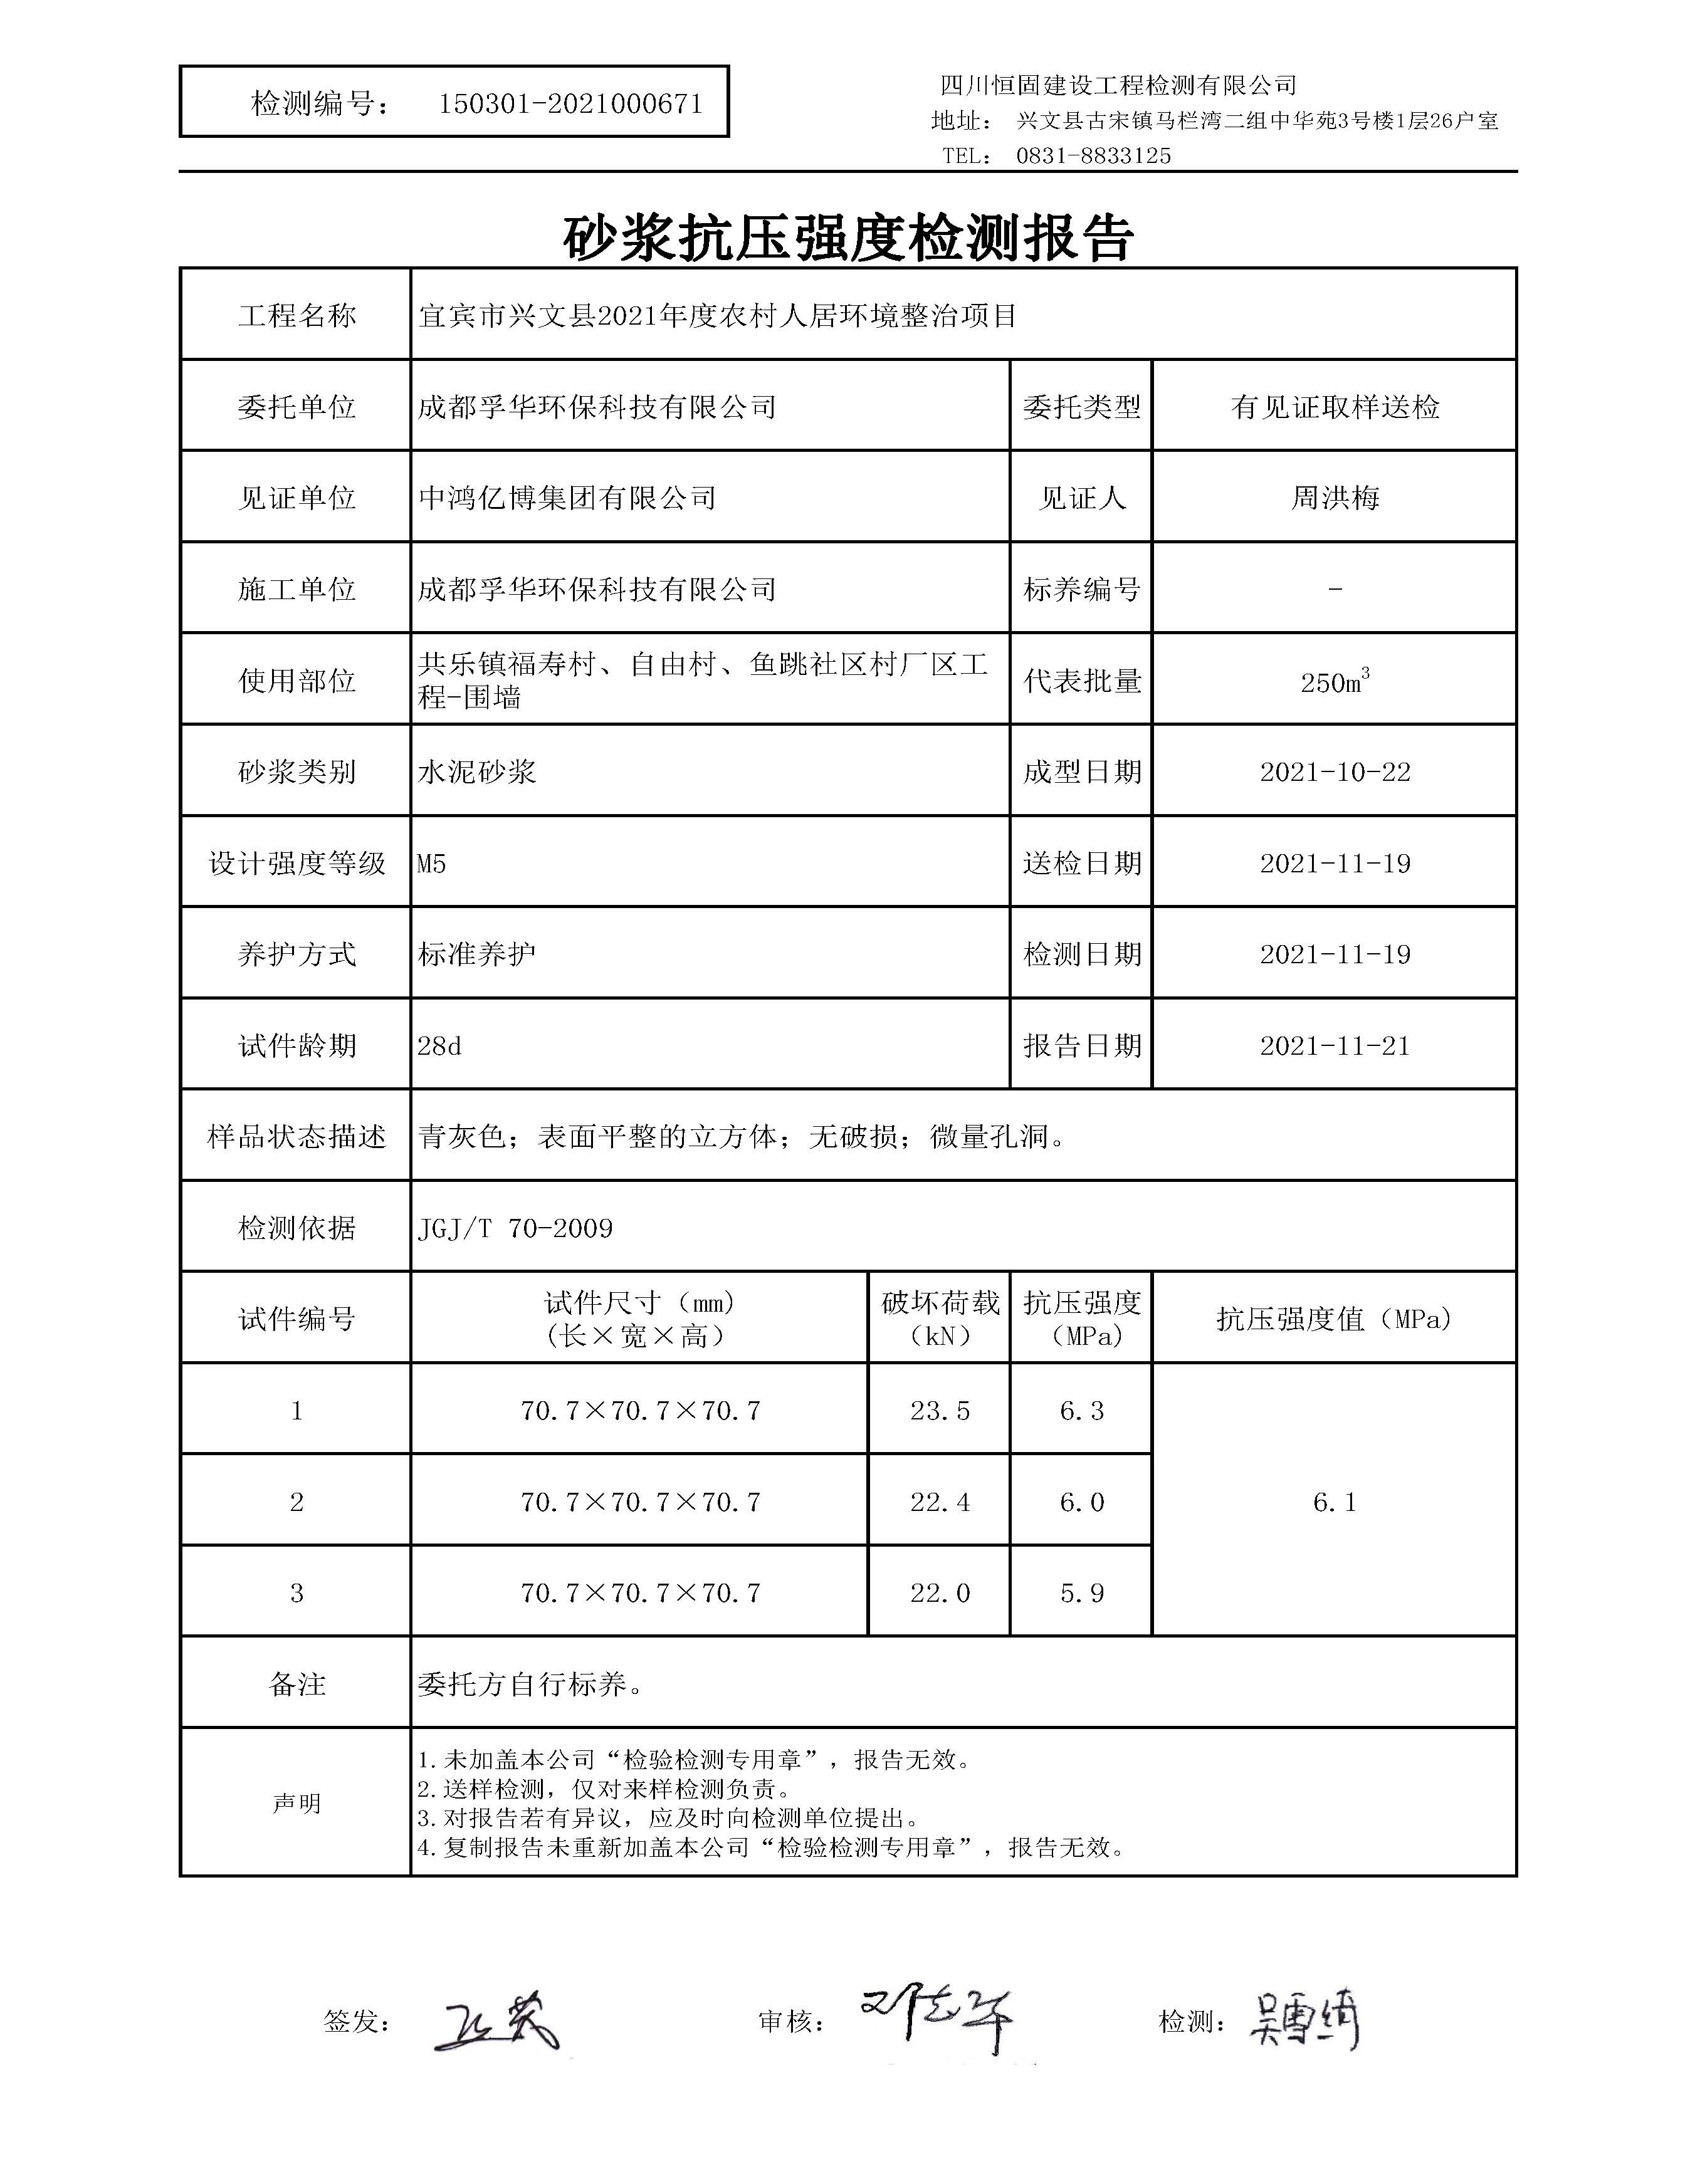 检测编号： 150301-2021000671
四川恒固建设工程检测有限公司
地址： 兴文县古宋镇马栏湾二组中华苑3号楼1层26户室
TEL： 0831-8833125
砂浆抗压强度检测报告
工程名称 宜宾市兴文县2021年度农村人居环境整治项目
委托单位 成都孚华环保科技有限公司 委托类型 有见证取样送检
见证单位 中鸿亿博集团有限公司 见证人 周洪梅
施工单位 成都孚华环保科技有限公司 标养编号 -
使用部位 共乐镇福寿村、自由村、鱼跳社区村厂区工
程-围墙 代表批量 250m³
砂浆类别 水泥砂浆 成型日期 2021-10-22
设计强度等级 M5 送检日期 2021-11-19
养护方式 标准养护 检测日期 2021-11-19
试件龄期 28d 报告日期 2021-11-21
样品状态描述 青灰色；表面平整的立方体；无破损；微量孔洞。
检测依据 JGJ/T 70-2009
试件编号 试件尺寸（mm）
(长×宽×高） 破坏荷载
（kN） 抗压强度
（MPa） 抗压强度值（MPa）
1 70.7×70.7×70.7 23.5 6.3
2 70.7×70.7×70.7 22.4 6.0 6.1
3 70.7×70.7×70.7 22.0 5.9
备注 委托方自行标养。
声明 1.未加盖本公司“检验检测专用章”，报告无效。
2.送样检测，仅对来样检测负责。
3.对报告若有异议，应及时向检测单位提出。
4.复制报告未重新加盖本公司“检验检测专用章”，报告无效。
签发： 审核： 检测：吴雪绮